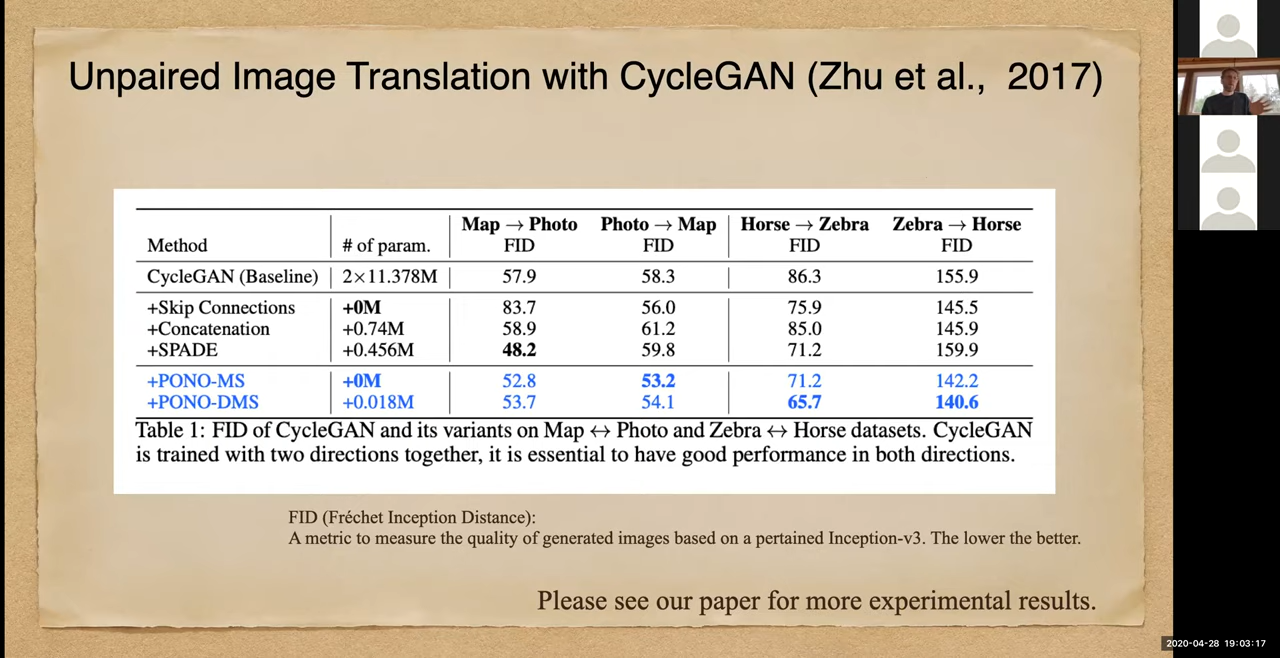 Unpaired Image Translation with CycleGAN (Zhu et al., 2017)
Map → Photo Photo → Map Horse → Zebra Zebra → Horse
Method # of param. FID FID FID FID
CycleGAN (Baseline) 2×11.378M 57.9 58.3 86.3 155.9
+Skip Connections +0M 83.7 56.0 75.9 145.5
+Concatenation +0.74M 58.9 61.2 85.0 145.9
+SPADE +0.456M 48.2 59.8 71.2 159.9
+PONO-MS +0M 52.8 53.2 71.2 142.2
+PONO-DMS +0.018M 53.7 54.1 65.7 140.6
Table 1: FID of CycleGAN and its variants on Map ↔ Photo and Zebra ↔ Horse datasets. CycleGAN
is trained with two directions together, it is essential to have good performance in both directions.
FID (Fréchet Inception Distance):
A metric to measure the quality of generated images based on a pertained Inception-v3. The lower the better.
Please see our paper for more experimental results.
2020-04-28 19:03:17